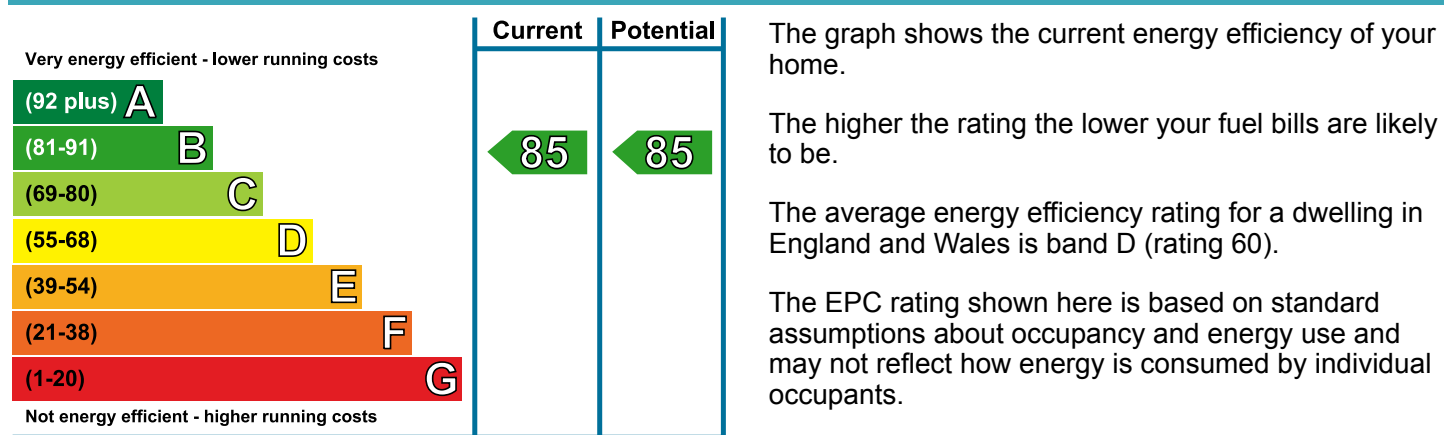 Current Potential
Very energy efficient - lower running costs
(92 plus) A
(81-91) B
85 85
(69-80) C
(55-68) D
(39-54) E
(21-38) F
(1-20) G
Not energy efficient - higher running costs
The graph shows the current energy efficiency of your
home.
The higher the rating the lower your fuel bills are likely
to be.
The average energy efficiency rating for a dwelling in
England and Wales is band D (rating 60).
The EPC rating shown here is based on standard
assumptions about occupancy and energy use and
may not reflect how energy is consumed by individual
occupants.